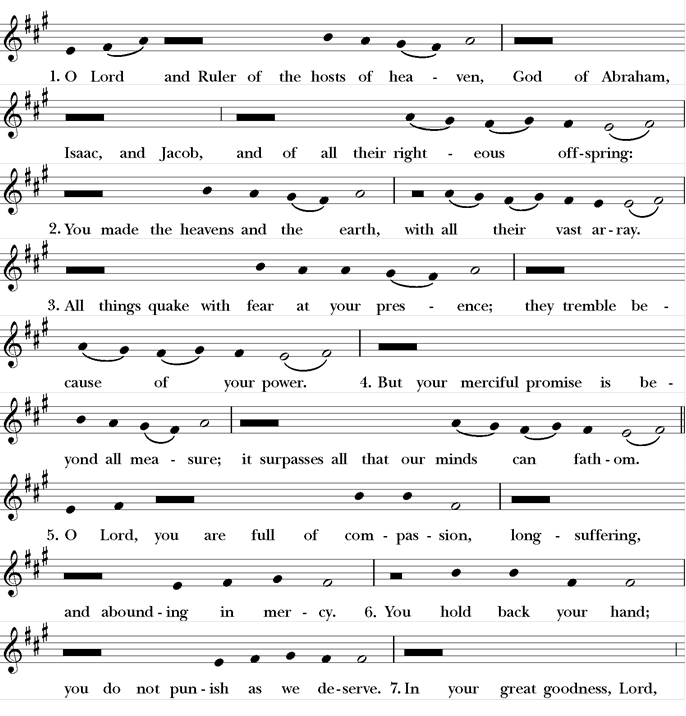 1. O Lord and Ruler of the hosts of hea - ven, God of Abraham,
Isaac, and Jacob, and of all their right - eous off - spring:
2. You made the heavens and the earth, with all their vast ar - ray.
3. All things quake with fear at your pres - ence; they tremble be -
cause of your power. 4. But your merciful promise is be -
yond all mea - sure; it surpasses all that our minds can fath - om.
5. O Lord, you are full of com - pas - sion, long - suffering,
and abound - ing in mer - cy. 6. You hold back your hand;
you do not pun - ish as we de - serve. 7. In your great goodness, Lord,